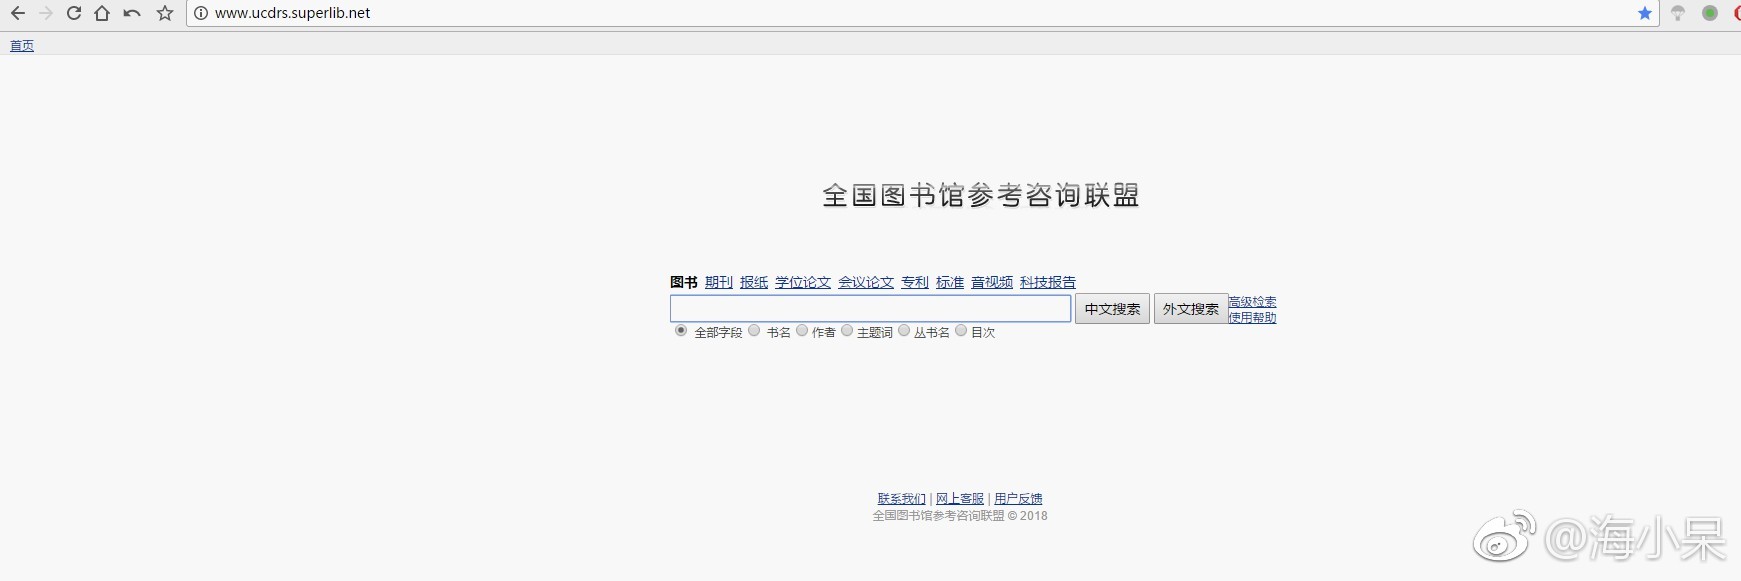 www.ucdrs.superlib.net
首页
全国图书馆参考咨询联盟
图书 期刊 报纸 学位论文 会议论文 专利 标准 音视频 科技报告
中文搜索 外文搜索 高级检索
使用帮助
全部字段 书名 作者 主题词 丛书名 目次
联系我们 | 网上客服 | 用户反馈
全国图书馆参考咨询联盟 © 2018
@海小呆